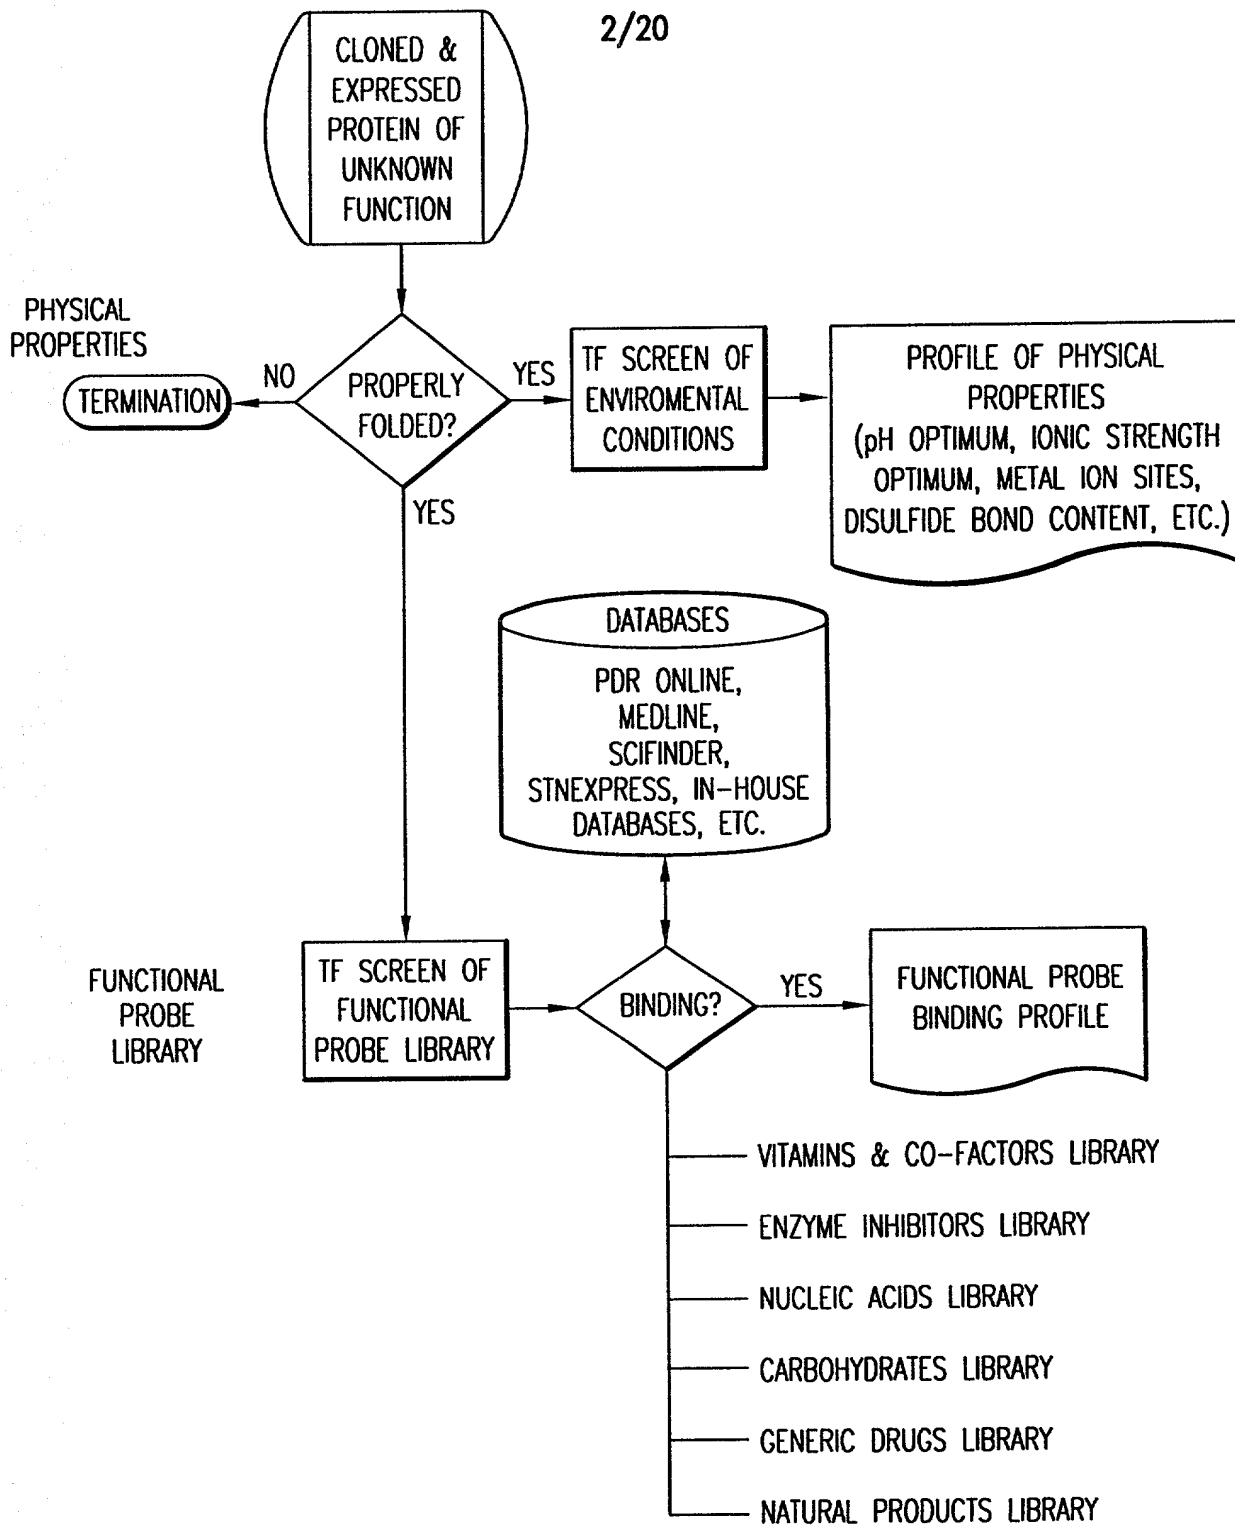 2/20
CLONED &
EXPRESSED
PROTEIN OF
UNKNOWN
FUNCTION
PHYSICAL
PROPERTIES
TERMINATION
NO
PROPERLY
FOLDED?
YES
TF SCREEN OF
ENVIROMENTAL
CONDITIONS
PROFILE OF PHYSICAL
PROPERTIES
(pH OPTIMUM, IONIC STRENGTH
OPTIMUM, METAL ION SITES,
DISULFIDE BOND CONTENT, ETC.)
YES
DATABASES
PDR ONLINE,
MEDLINE,
SCIFINDER,
STNEXPRESS, IN-HOUSE
DATABASES, ETC.
FUNCTIONAL
PROBE
LIBRARY
TF SCREEN OF
FUNCTIONAL
PROBE LIBRARY
BINDING?
YES
FUNCTIONAL PROBE
BINDING PROFILE
VITAMINS & CO-FACTORS LIBRARY
ENZYME INHIBITORS LIBRARY
NUCLEIC ACIDS LIBRARY
CARBOHYDRATES LIBRARY
GENERIC DRUGS LIBRARY
NATURAL PRODUCTS LIBRARY